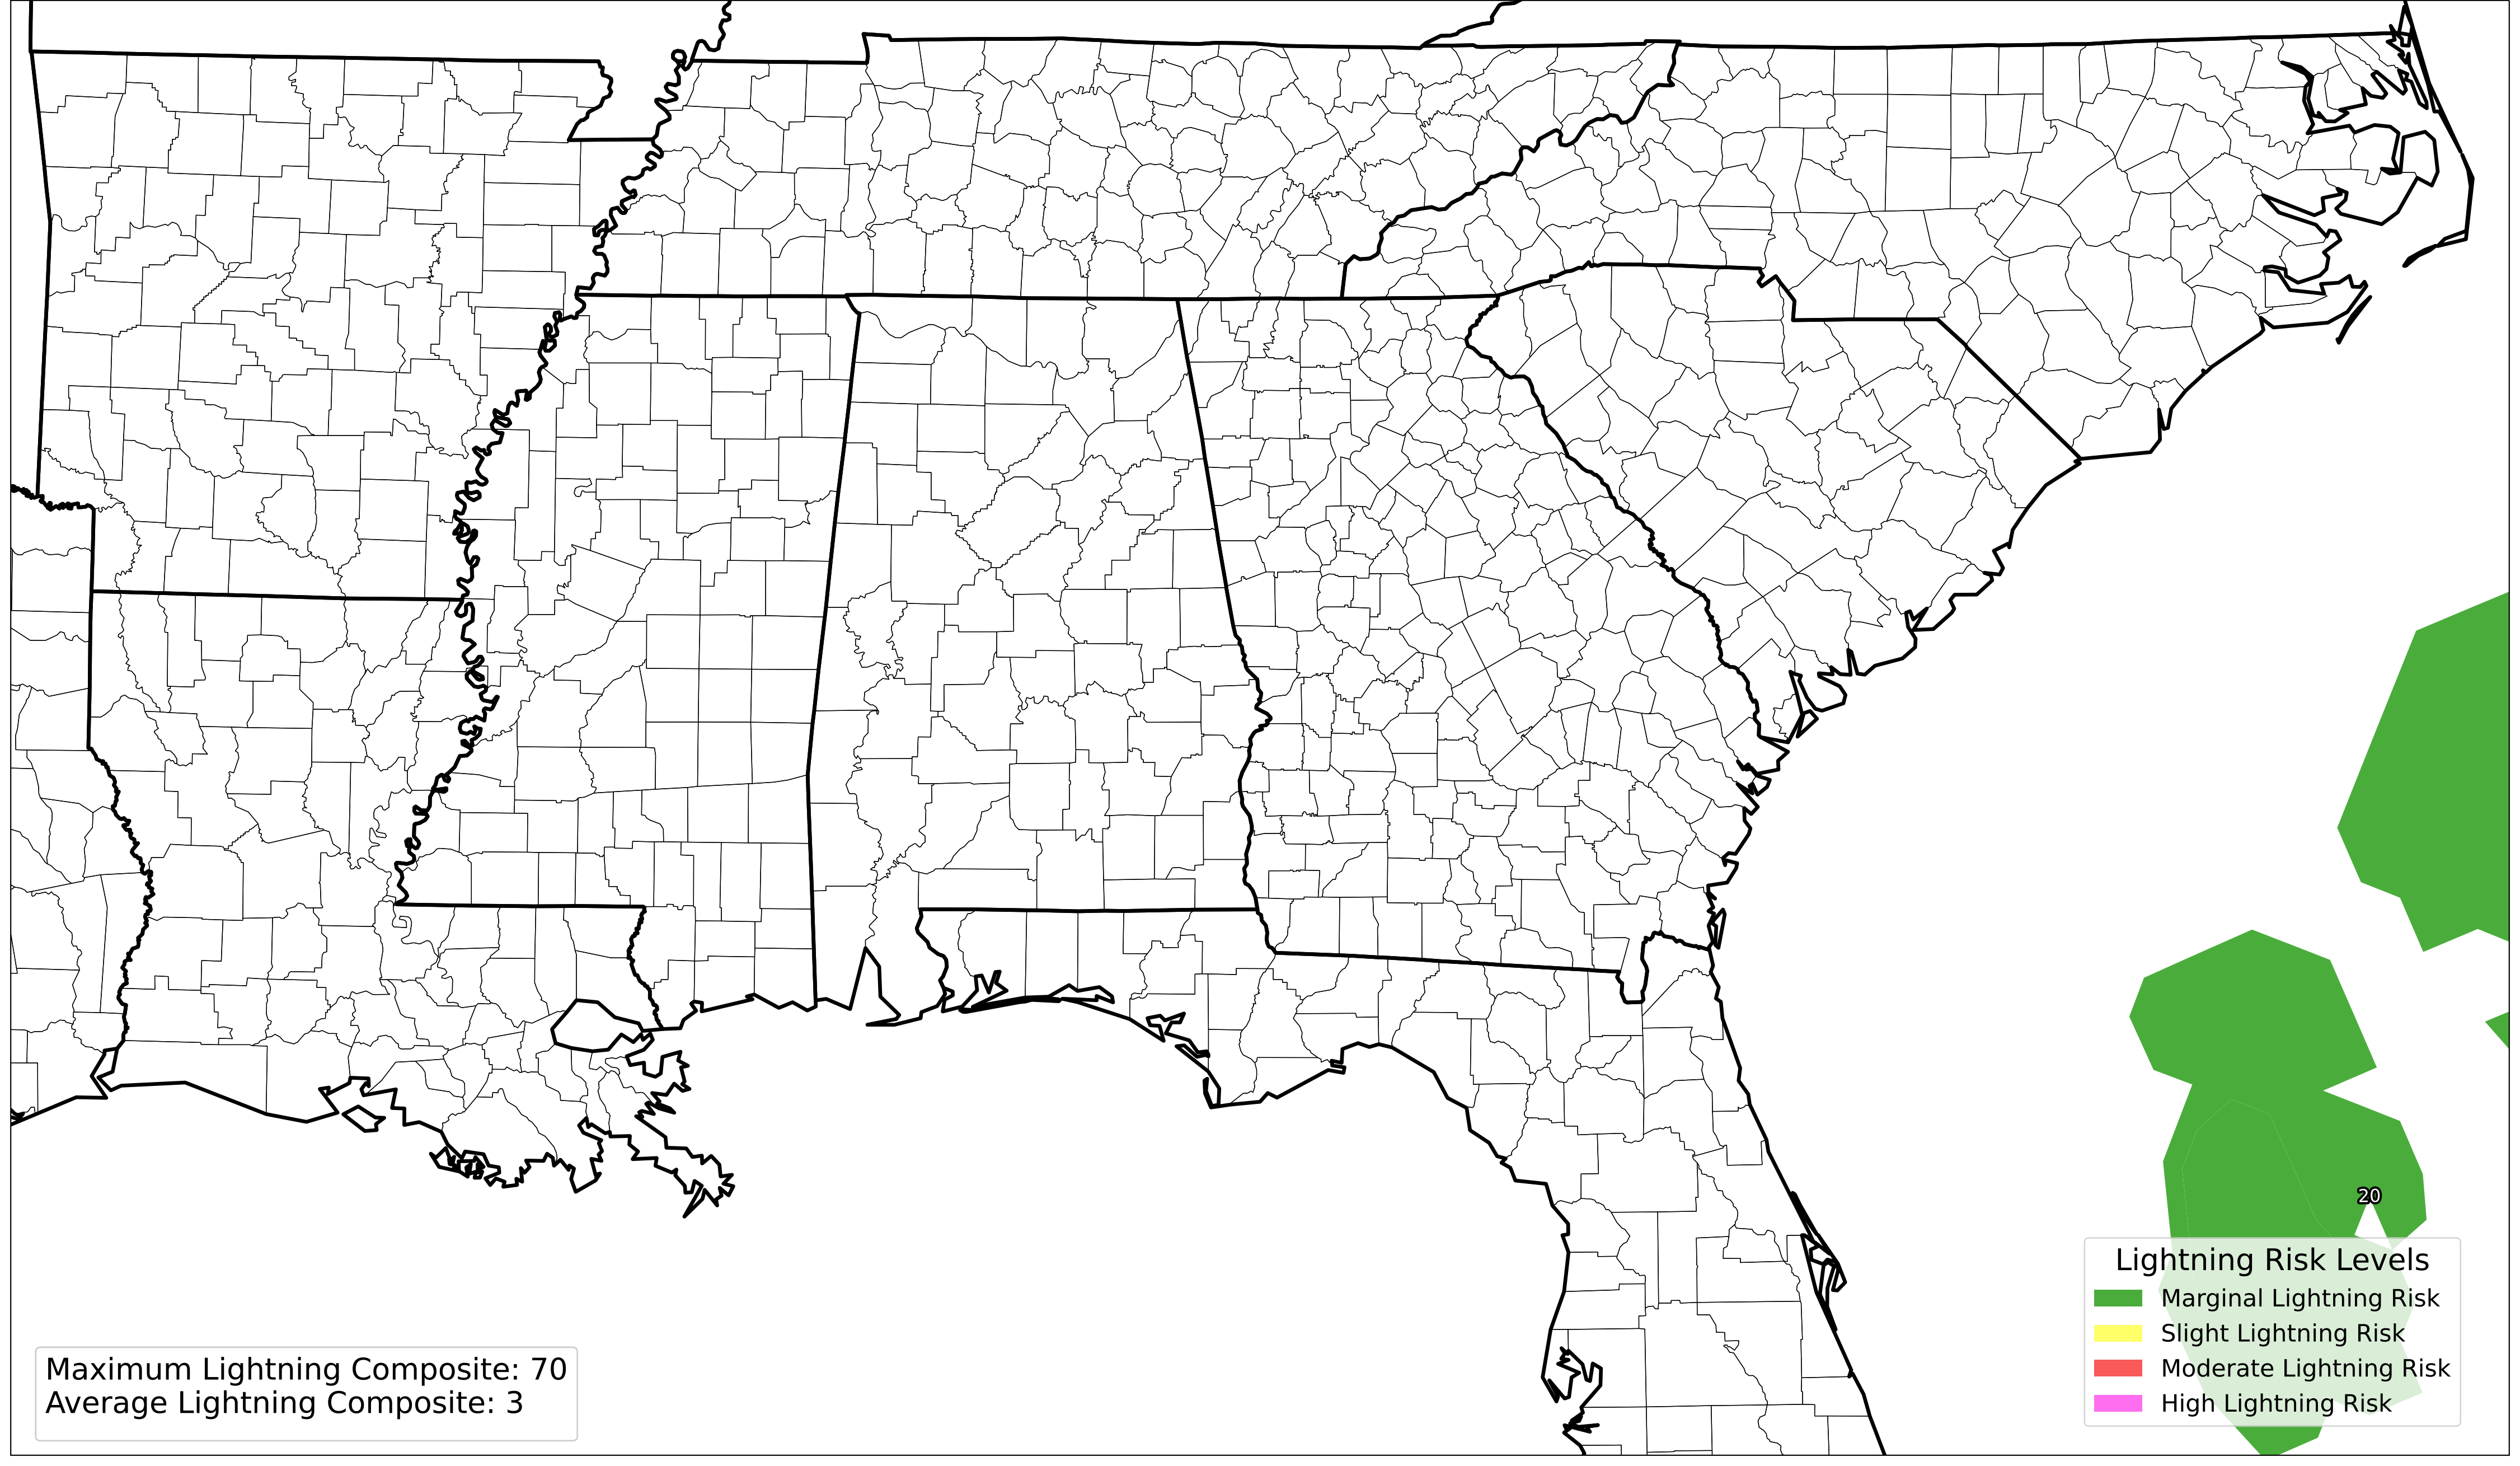 20
Lightning Risk Levels
Marginal Lightning Risk
Slight Lightning Risk
Moderate Lightning Risk
High Lightning Risk
Maximum Lightning Composite: 70
Average Lightning Composite: 3